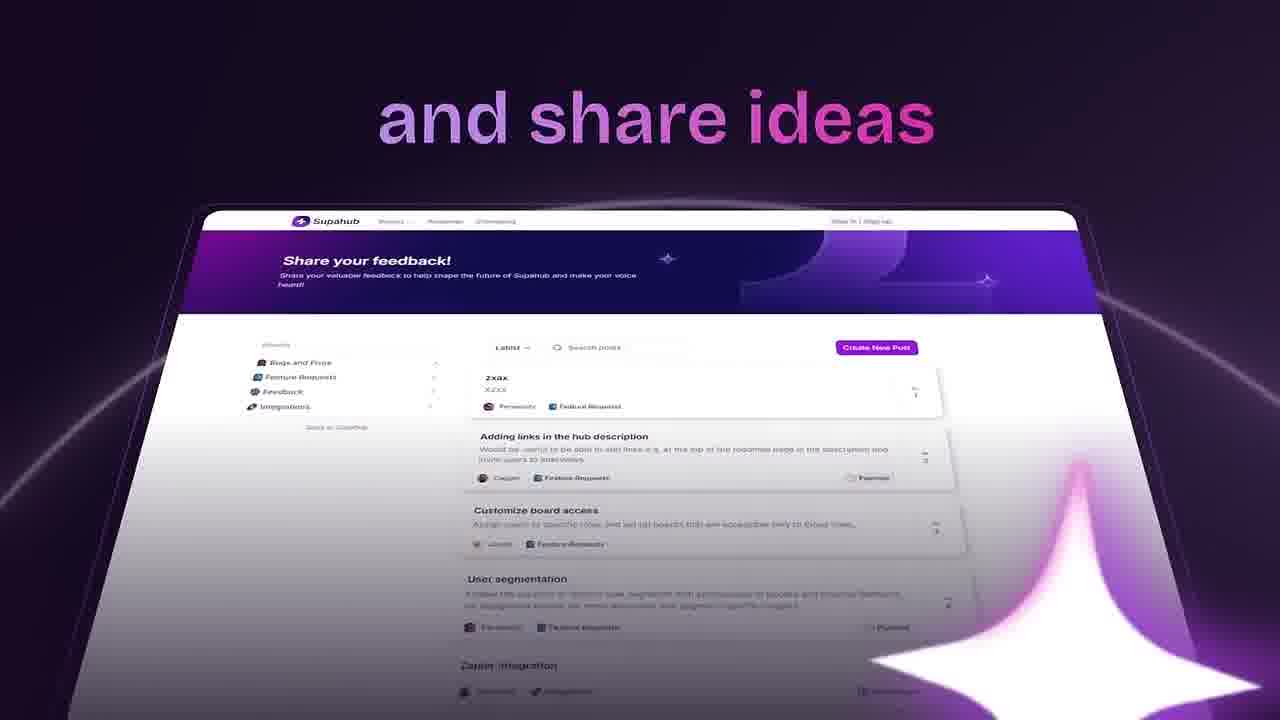 and share ideas
Supahub
Roadmap
Changelog
Sign in / Sign up
Share your feedback!
Share your valuable feedback to help shape the future of Supahub and make your voice
heard!
Boards
Latest
Search posts
Create New Post
Bugs and Fixes
Feature Requests
Feedback
Integrations
zxax
xzxx
Feature Requests
Adding links in the hub description
Would be useful to be able to add links e.g. at the top of the roadmap page in the description and
invite users to interviews
Feature Requests
Planned
Customize board access
Assign users to specific roles and set up boards that are accessible only to those roles.
Feature Requests
User segmentation
Feature Requests
Planned
Zapier integration
Integrations